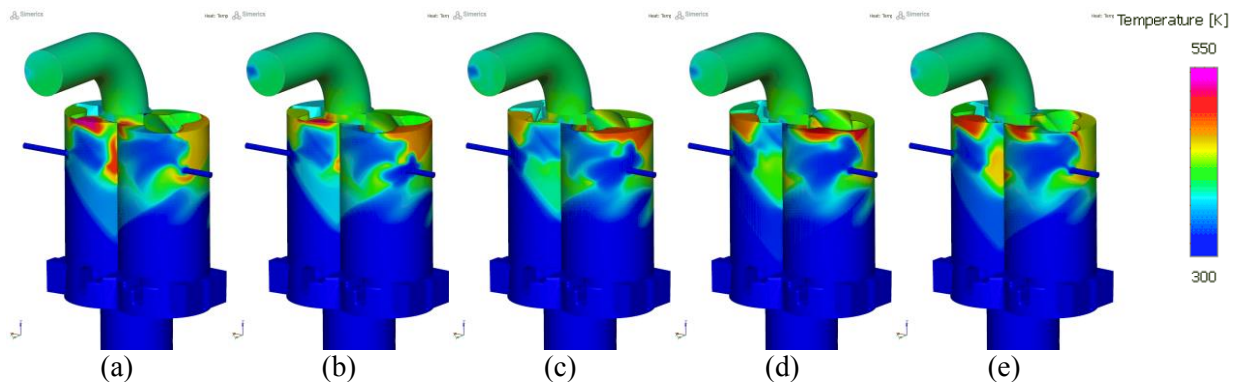 Simerics Heat: Temp Simerics Heat: Temp Simerics Heat: Temp Simerics Heat: Temp Simerics Heat: Temp Temperature [K]
550
300
(a) (b) (c) (d) (e)